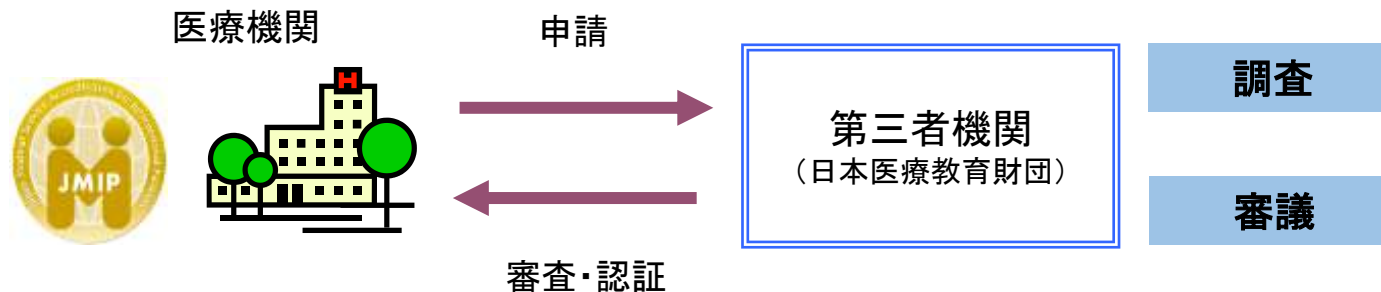 医療機関
申請
JMIP
H
第三者機関
（日本医療教育財団）
調査
審議
審査・認証